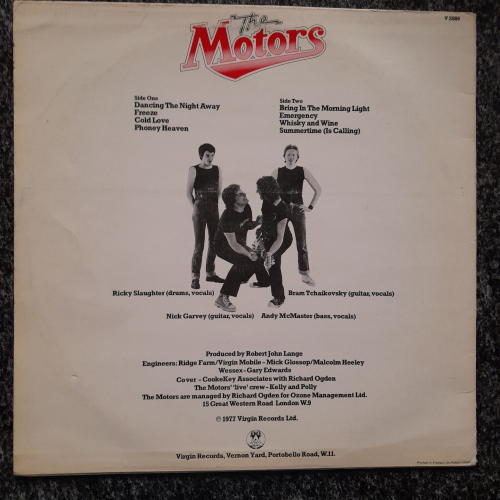 The
Motors
V 2089
Side One
Dancing The Night Away
Freeze
Cold Love
Phoney Heaven
Side Two
Bring In The Morning Light
Emergency
Whisky and Wine
Summertime (Is Calling)
Ricky Slaughter (drums, vocals)
Bram Tchaikovsky (guitar, vocals)
Nick Garvey (guitar, vocals)
Andy McMaster (bass, vocals)
Produced by Robert John Lange
Engineers: Ridge Farm/Virgin Mobile - Mick Glossop/Malcolm Heeley
Wessex - Gary Edwards
Cover - CookeKey Associates with Richard Ogden
The Motors' 'live' crew - Kelly and Polly
The Motors are managed by Richard Ogden for Ozone Management Ltd.
15 Great Western Road London W.9
© 1977 Virgin Records Ltd.
Virgin Records, Vernon Yard, Portobello Road, W.11.